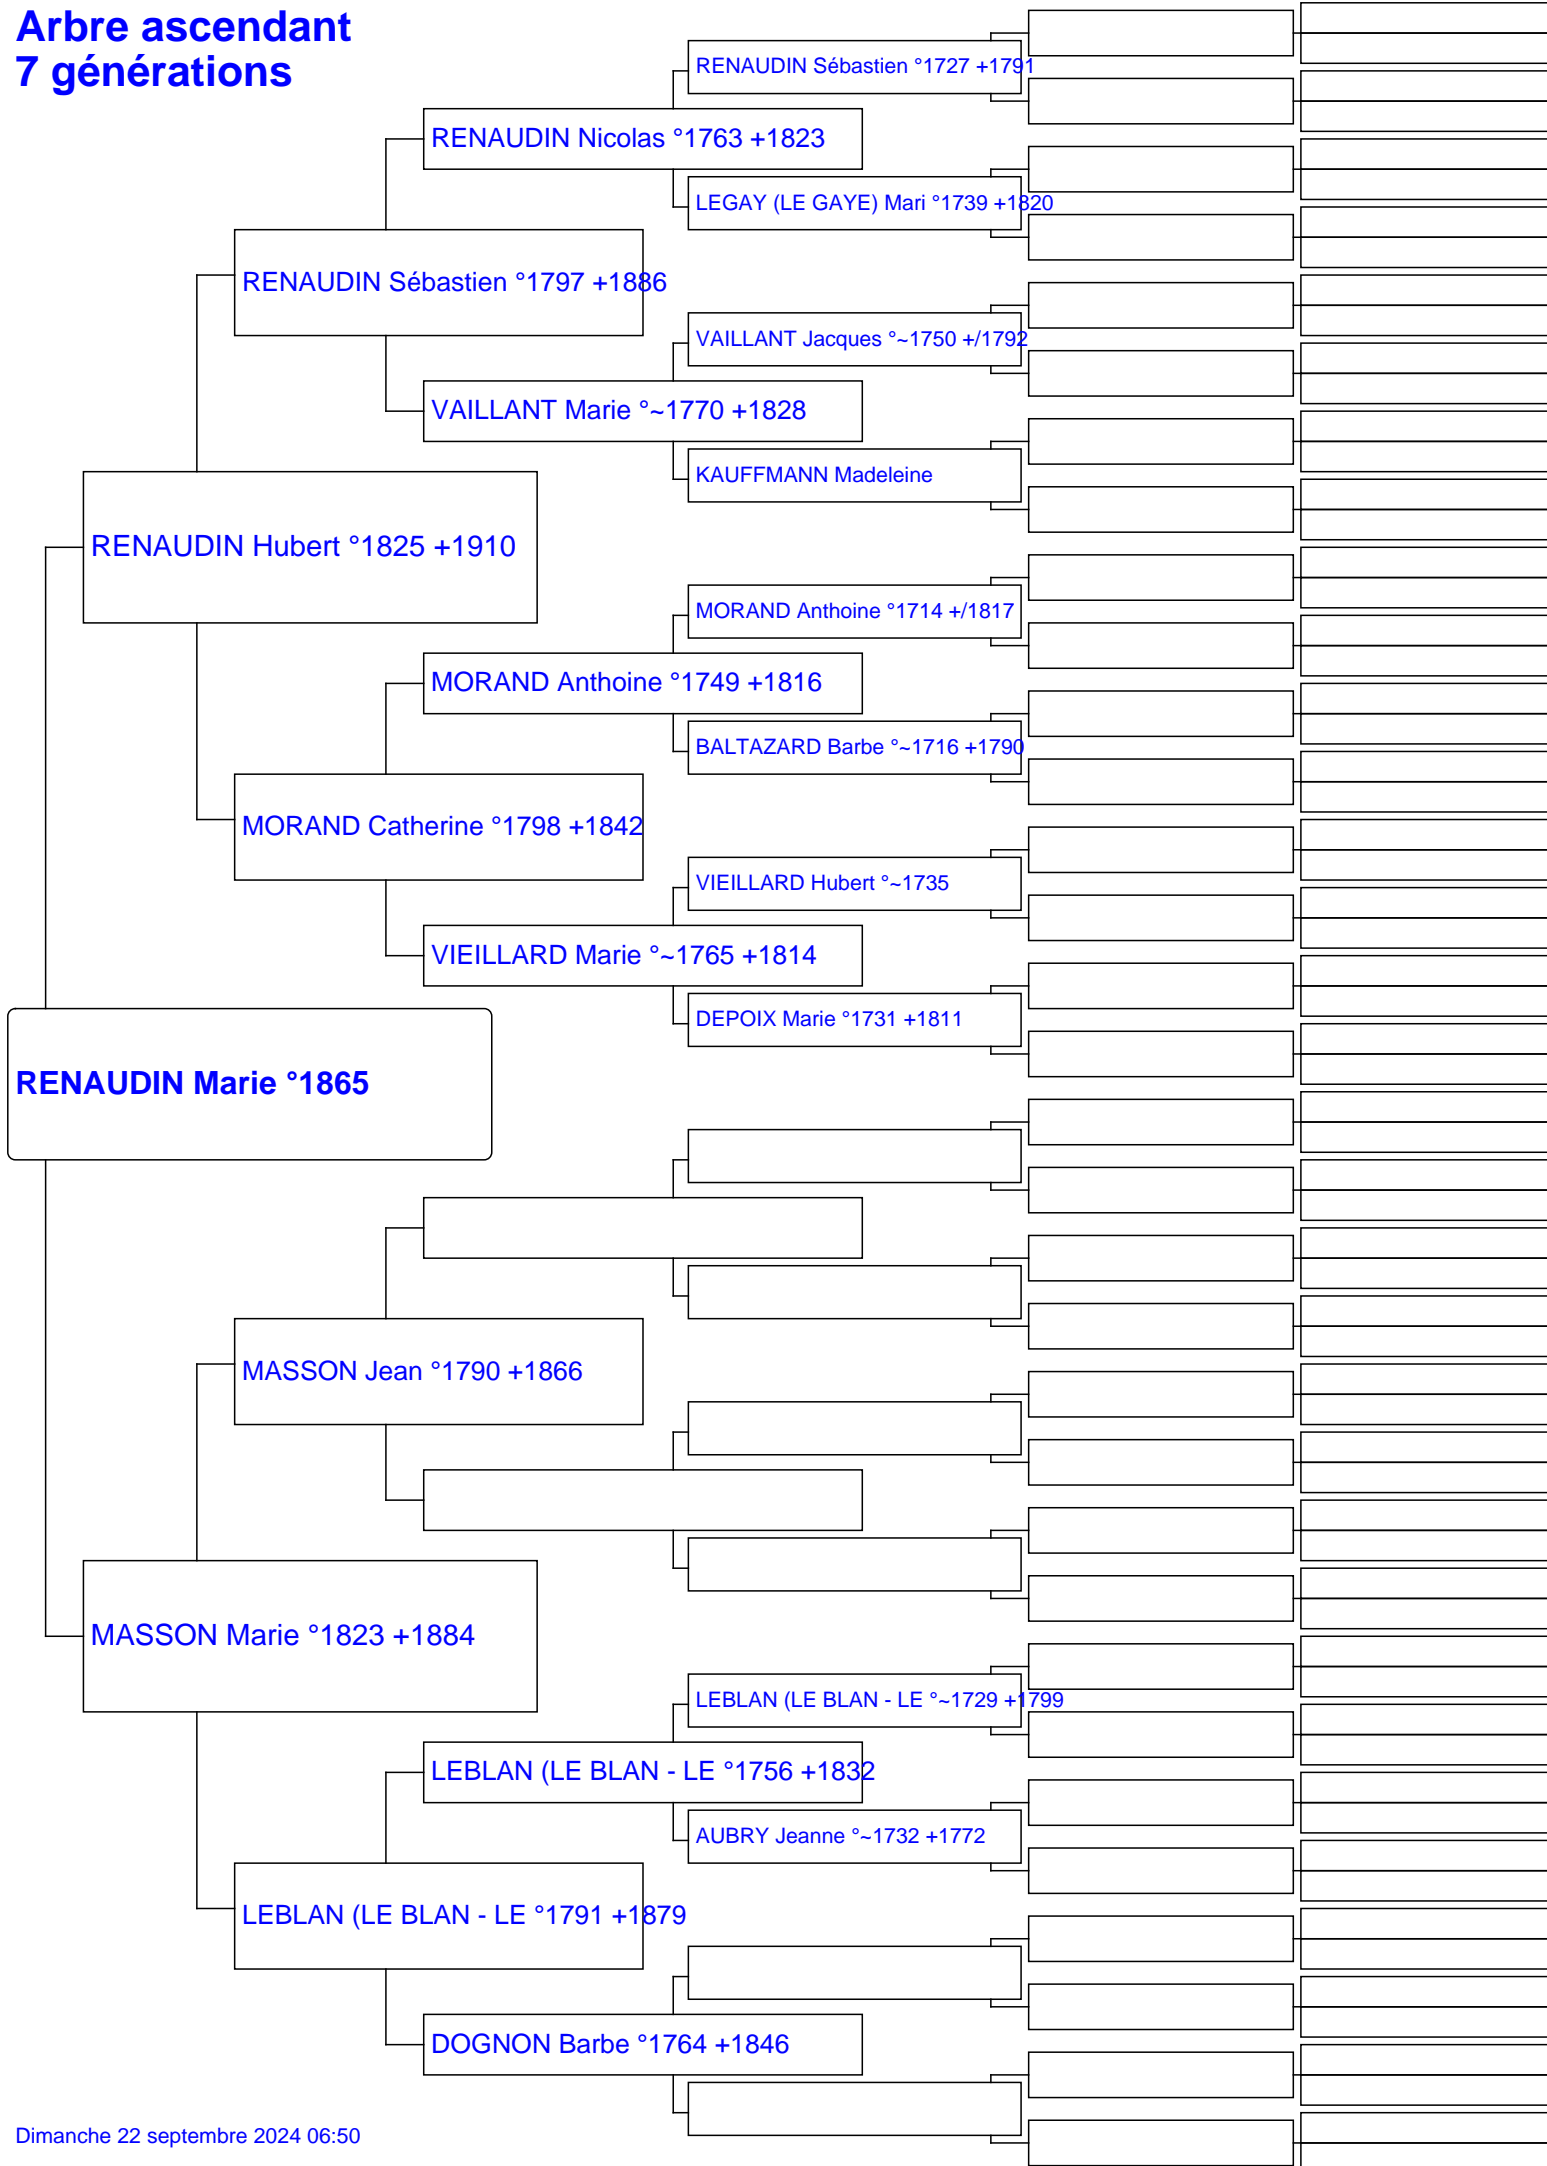 Arbre ascendant
7 générations
RENAUDIN Sébastien °1727 +1791
RENAUDIN Nicolas °1763 +1823
LEGAY (LE GAYE) Mari °1739 +1820
RENAUDIN Sébastien °1797 +1886
VAILLANT Jacques °~1750 +/1792
VAILLANT Marie °~1770 +1828
KAUFFMANN Madeleine
RENAUDIN Hubert °1825 +1910
MORAND Anthoine °1714 +/1817
MORAND Anthoine °1749 +1816
BALTAZARD Barbe °~1716 +1790
MORAND Catherine °1798 +1842
VIEILLARD Hubert °~1735
VIEILLARD Marie °~1765 +1814
DEPOIX Marie °1731 +1811
RENAUDIN Marie °1865
MASSON Jean °1790 +1866
MASSON Marie °1823 +1884
LEBLAN (LE BLAN - LE °~1729 +1799
LEBLAN (LE BLAN - LE °1756 +1832
AUBRY Jeanne °~1732 +1772
LEBLAN (LE BLAN - LE °1791 +1879
DOGNON Barbe °1764 +1846
Dimanche 22 septembre 2024 06:50